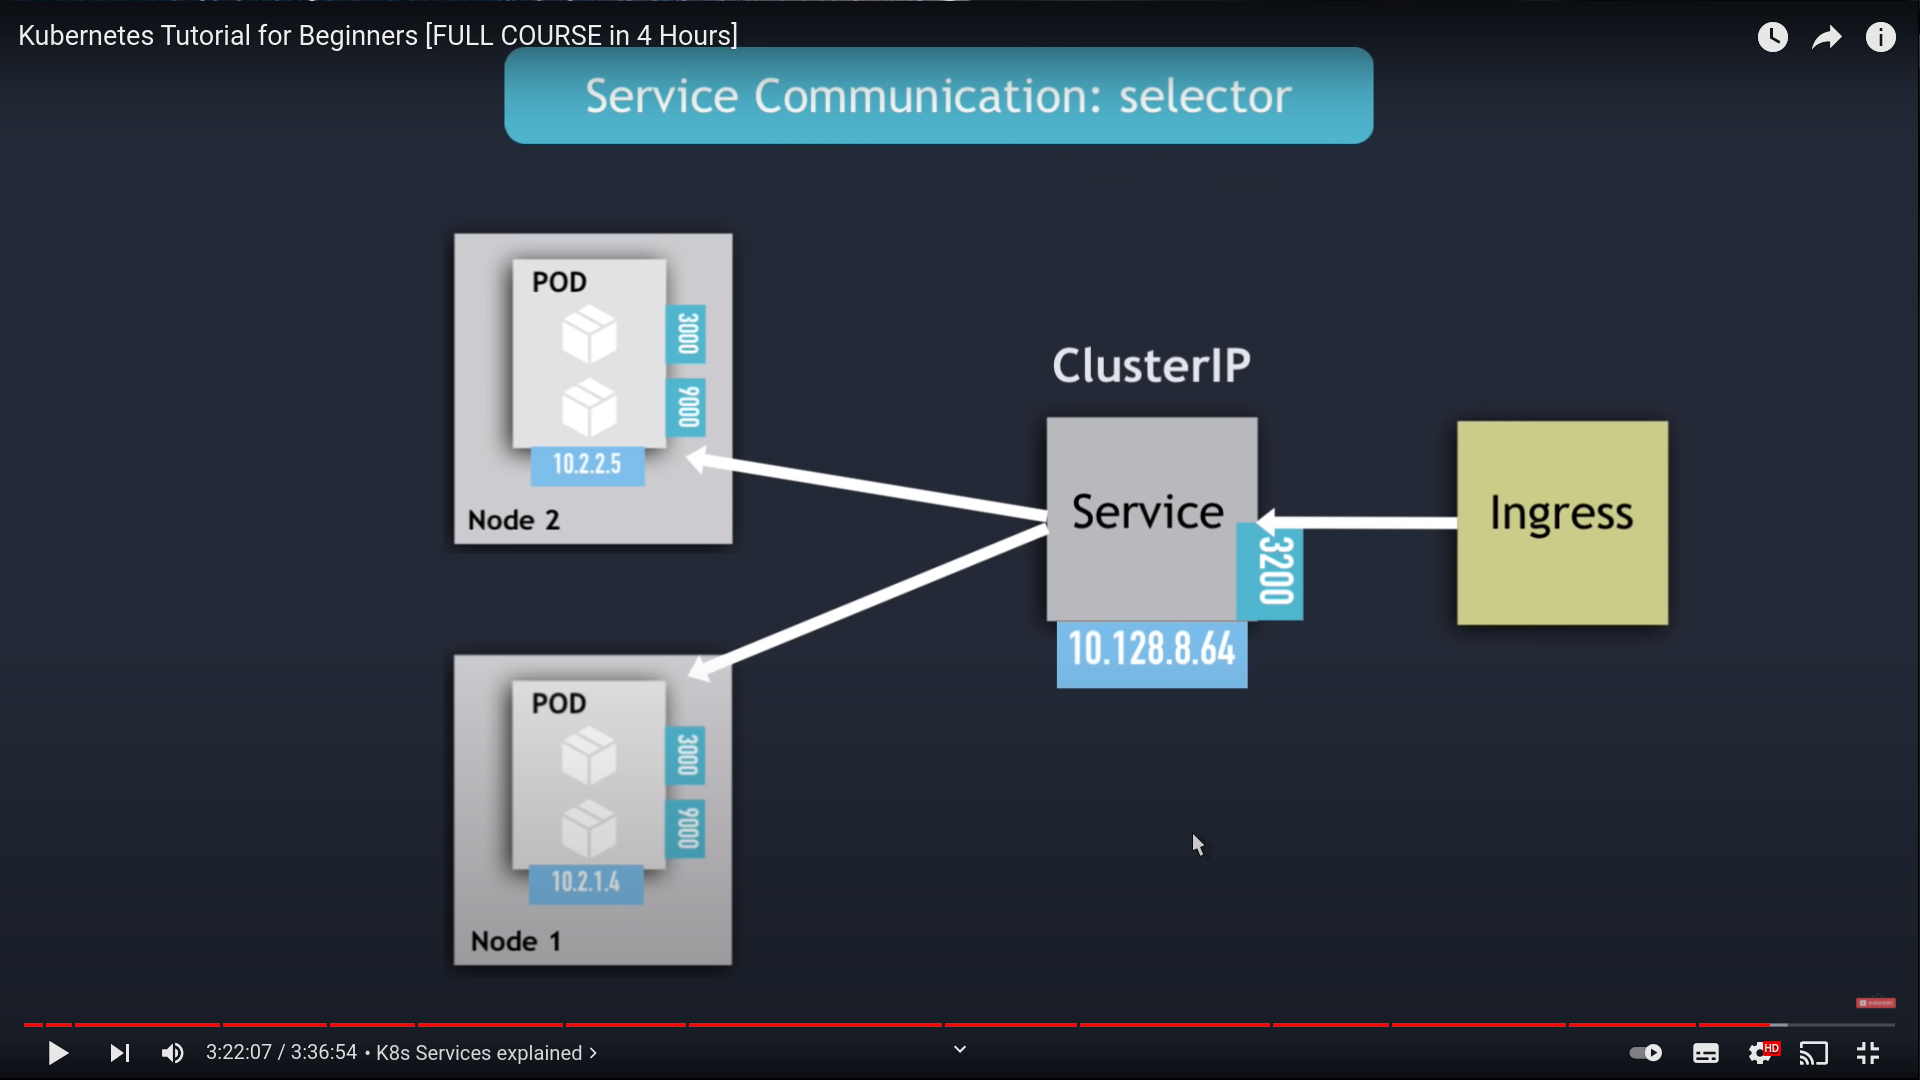 Kubernetes Tutorial for Beginners [FULL COURSE in 4 Hours]
Service Communication: selector
POD
3000
9000
10.2.2.5
Node 2
ClusterIP
Service
3200
10.128.8.64
Ingress
POD
3000
9000
10.2.1.4
Node 1
SUBSCRIBE
3:22:07 / 3:36:54 • K8s Services explained
HD